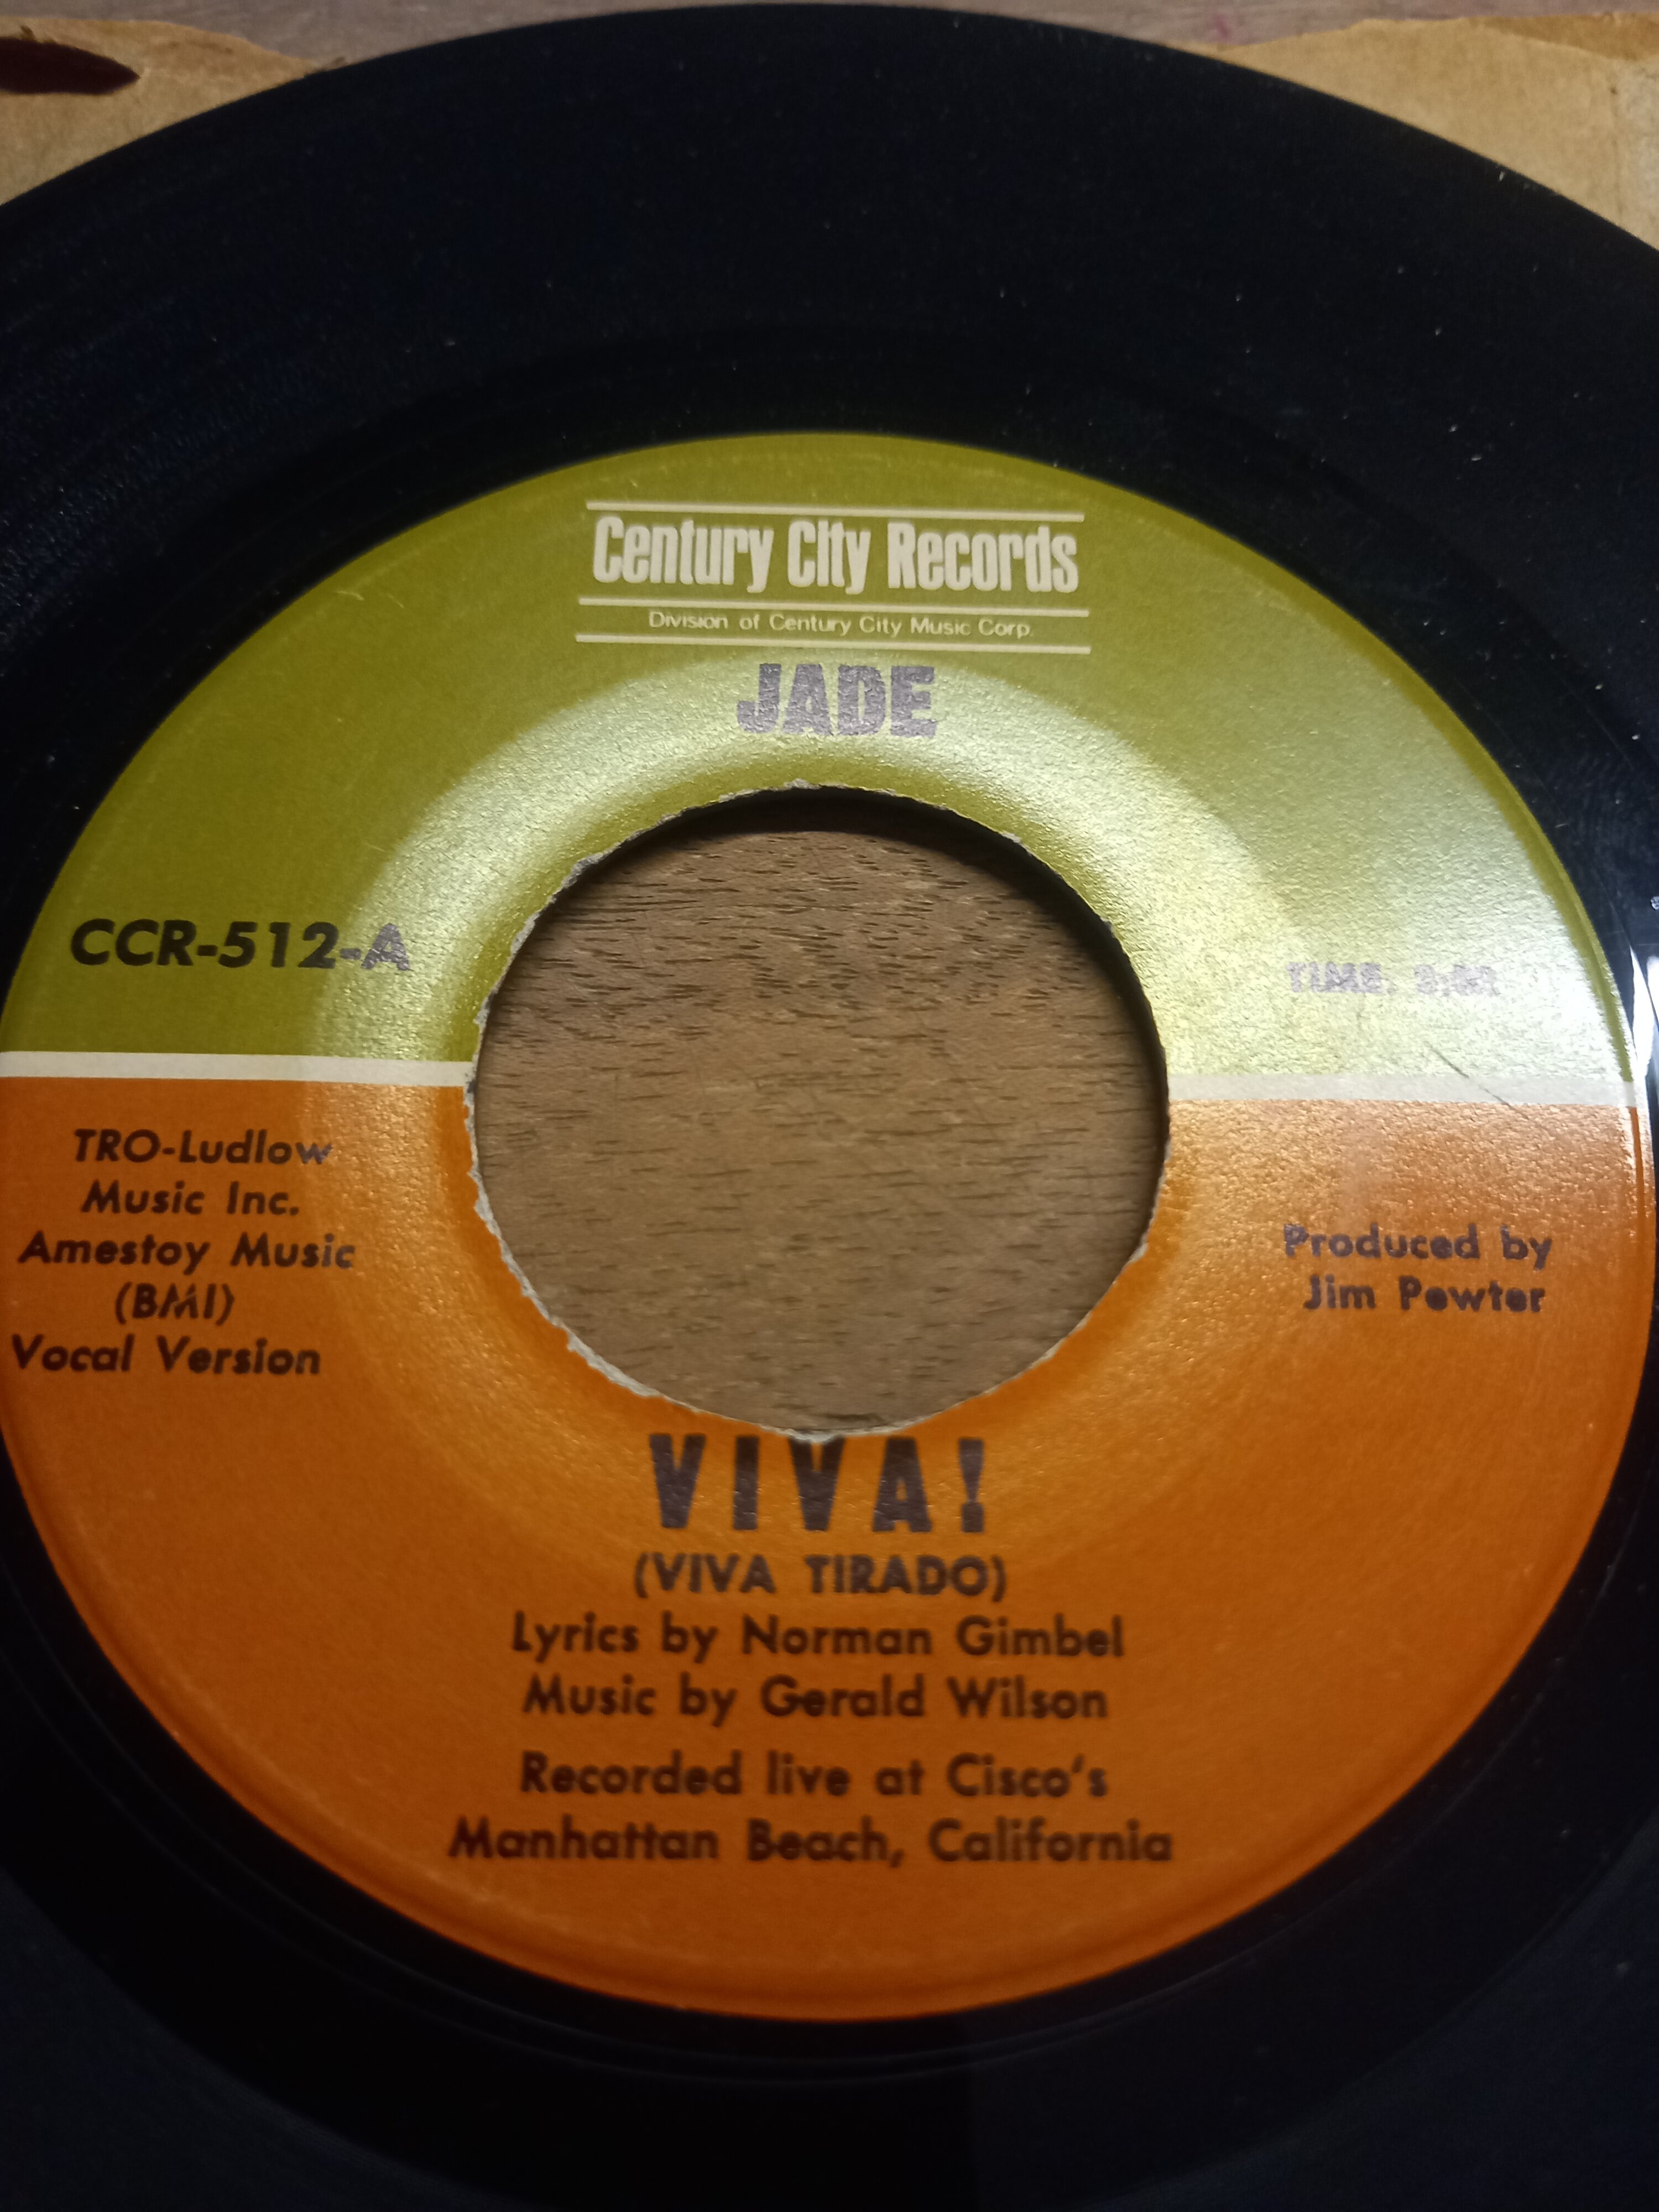 Century City Records
Division of Century City Music Corp.
JADE
CCR-512-A
TIME:
TRO-Ludlow
Music Inc.
Amestoy Music
(BMI)
Vocal Version
Produced by
Jim Pewter
VIVA!
(VIVA TIRADO)
Lyrics by Norman Gimbel
Music by Gerald Wilson
Recorded live at Cisco's
Manhattan Beach, California